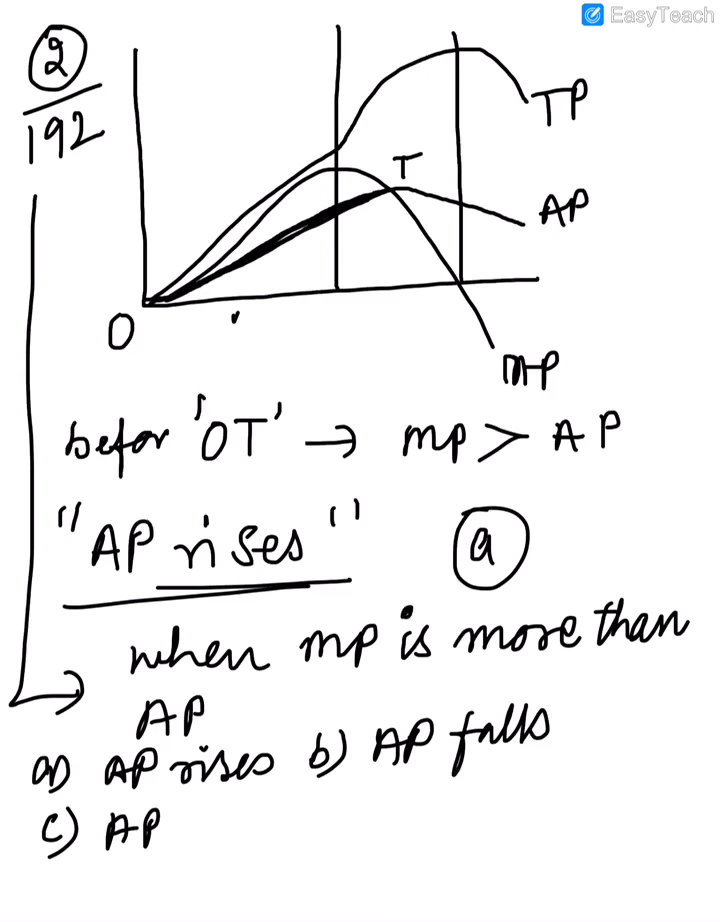 EasyTeach
2
192
TP
T
AP
O
MP
befor 'OT' → MP > AP
"AP rises" a
when MP is more than
AP
a) AP rises b) AP falls
c) AP